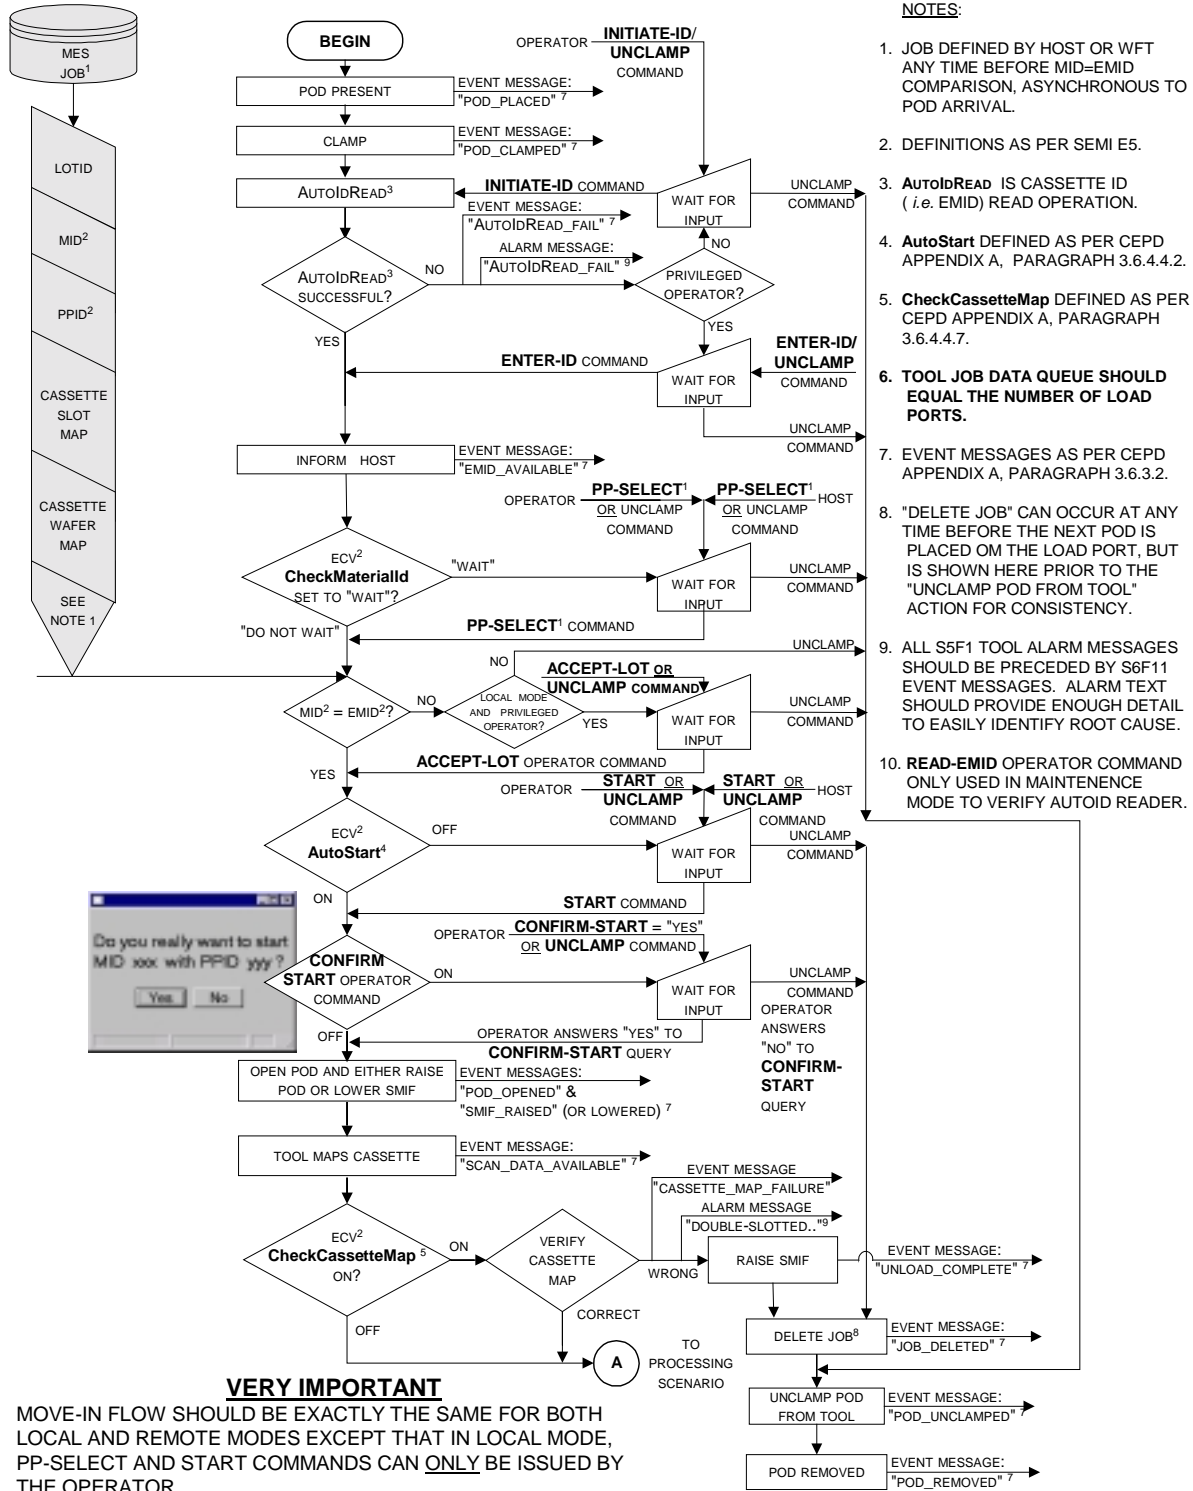 MES
JOB1
LOTID
MID2
PPID2
CASSETTE
SLOT
MAP
CASSETTE
WAFER
MAP
SEE
NOTE 1
BEGIN
OPERATOR
INITIATE-ID/
UNCLAMP
COMMAND
POD PRESENT
EVENT MESSAGE:
"POD_PLACED" 7
CLAMP
EVENT MESSAGE:
"POD_CLAMPED" 7
AUTOIDREAD3
INITIATE-ID COMMAND
WAIT FOR
INPUT
UNCLAMP
COMMAND
EVENT MESSAGE:
"AUTOIDREAD_FAIL" 7
ALARM MESSAGE:
"AUTOIDREAD_FAIL" 9
AUTOIDREAD3
SUCCESSFUL?
NO
NO
PRIVILEGED
OPERATOR?
YES
YES
ENTER-ID COMMAND
WAIT FOR
INPUT
ENTER-ID/
UNCLAMP
COMMAND
UNCLAMP
COMMAND
INFORM HOST
EVENT MESSAGE:
"EMID_AVAILABLE" 7
OPERATOR
PP-SELECT1
OR UNCLAMP
COMMAND
PP-SELECT1
OR UNCLAMP
COMMAND
HOST
ECV2
CheckMaterialId
SET TO "WAIT"?
"WAIT"
WAIT FOR
INPUT
UNCLAMP
COMMAND
"DO NOT WAIT"
PP-SELECT1 COMMAND
NO
UNCLAMP
ACCEPT-LOT OR
UNCLAMP COMMAND
MID2 = EMID2?
NO
LOCAL MODE
AND PRIVILEGED
OPERATOR?
YES
WAIT FOR
INPUT
UNCLAMP
COMMAND
YES
ACCEPT-LOT OPERATOR COMMAND
OPERATOR
START OR
UNCLAMP
COMMAND
START OR
UNCLAMP
COMMAND
HOST
ECV2
AutoStart4
OFF
WAIT FOR
INPUT
UNCLAMP
COMMAND
ON
START COMMAND
Do you really want to start
MID xxx with PPID yyy ?
Yes
No
OPERATOR
CONFIRM-START = "YES"
OR UNCLAMP COMMAND
CONFIRM
START OPERATOR
COMMAND
ON
WAIT FOR
INPUT
UNCLAMP
COMMAND
OPERATOR
ANSWERS
"NO" TO
CONFIRM-
START
QUERY
OFF
OPERATOR ANSWERS "YES" TO
CONFIRM-START QUERY
OPEN POD AND EITHER RAISE
POD OR LOWER SMIF
EVENT MESSAGES:
"POD_OPENED" &
"SMIF_RAISED" (OR LOWERED) 7
TOOL MAPS CASSETTE
EVENT MESSAGE:
"SCAN_DATA_AVAILABLE" 7
EVENT MESSAGE
"CASSETTE_MAP_FAILURE"
ALARM MESSAGE
"DOUBLE-SLOTTED.."9
ECV2
CheckCassetteMap 5
ON?
ON
VERIFY
CASSETTE
MAP
WRONG
RAISE SMIF
EVENT MESSAGE:
"UNLOAD_COMPLETE" 7
CORRECT
OFF
A
TO
PROCESSING
SCENARIO
DELETE JOB8
EVENT MESSAGE:
"JOB_DELETED" 7
UNCLAMP POD
FROM TOOL
EVENT MESSAGE:
"POD_UNCLAMPED" 7
POD REMOVED
EVENT MESSAGE:
"POD_REMOVED" 7
VERY IMPORTANT
MOVE-IN FLOW SHOULD BE EXACTLY THE SAME FOR BOTH
LOCAL AND REMOTE MODES EXCEPT THAT IN LOCAL MODE,
PP-SELECT AND START COMMANDS CAN ONLY BE ISSUED BY
THE OPERATOR
NOTES:
1. JOB DEFINED BY HOST OR WFT
ANY TIME BEFORE MID=EMID
COMPARISON, ASYNCHRONOUS TO
POD ARRIVAL.
2. DEFINITIONS AS PER SEMI E5.
3. AUTOIDREAD IS CASSETTE ID
( i.e. EMID) READ OPERATION.
4. AutoStart DEFINED AS PER CEPD
APPENDIX A, PARAGRAPH 3.6.4.4.2.
5. CheckCassetteMap DEFINED AS PER
CEPD APPENDIX A, PARAGRAPH
3.6.4.4.7.
6. TOOL JOB DATA QUEUE SHOULD
EQUAL THE NUMBER OF LOAD
PORTS.
7. EVENT MESSAGES AS PER CEPD
APPENDIX A, PARAGRAPH 3.6.3.2.
8. "DELETE JOB" CAN OCCUR AT ANY
TIME BEFORE THE NEXT POD IS
PLACED OM THE LOAD PORT, BUT
IS SHOWN HERE PRIOR TO THE
"UNCLAMP POD FROM TOOL"
ACTION FOR CONSISTENCY.
9. ALL S5F1 TOOL ALARM MESSAGES
SHOULD BE PRECEDED BY S6F11
EVENT MESSAGES. ALARM TEXT
SHOULD PROVIDE ENOUGH DETAIL
TO EASILY IDENTIFY ROOT CAUSE.
10. READ-EMID OPERATOR COMMAND
ONLY USED IN MAINTENENCE
MODE TO VERIFY AUTOID READER.